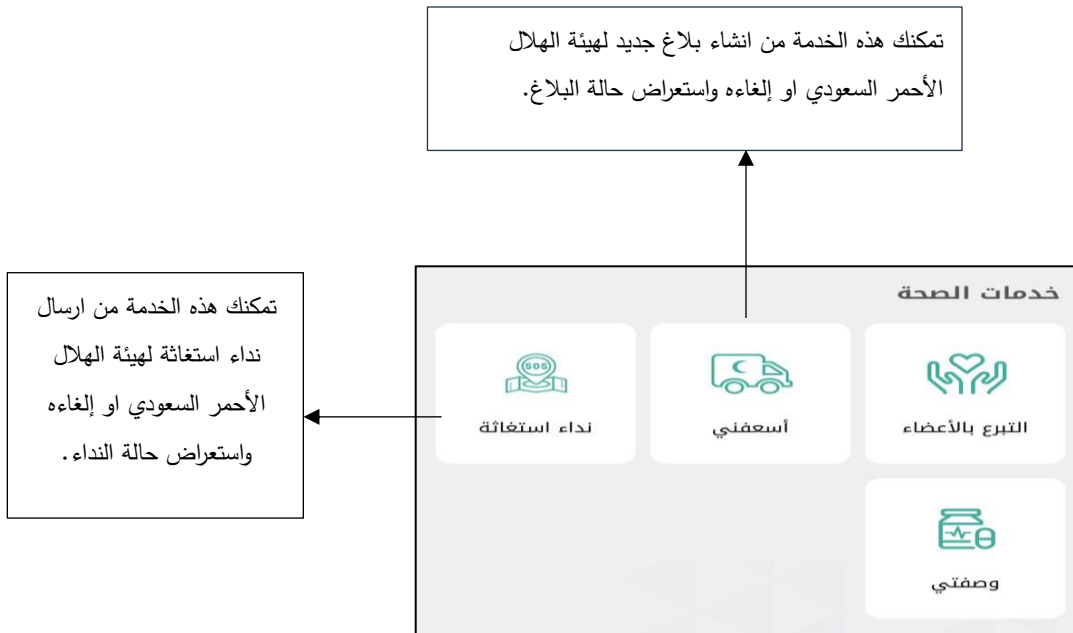 تمكنك هذه الخدمة من انشاء بلاغ جديد لهيئة الهلال
الأحمر السعودي او إلغاءه واستعراض حالة البلاغ.
تمكنك هذه الخدمة من ارسال
نداء استغاثة لهيئة الهلال
الأحمر السعودي او إلغاءه
واستعراض حالة النداء.
خدمات الصحة
التبرع بالأعضاء
أسعفني
SOS
نداء استغاثة
وصفتي